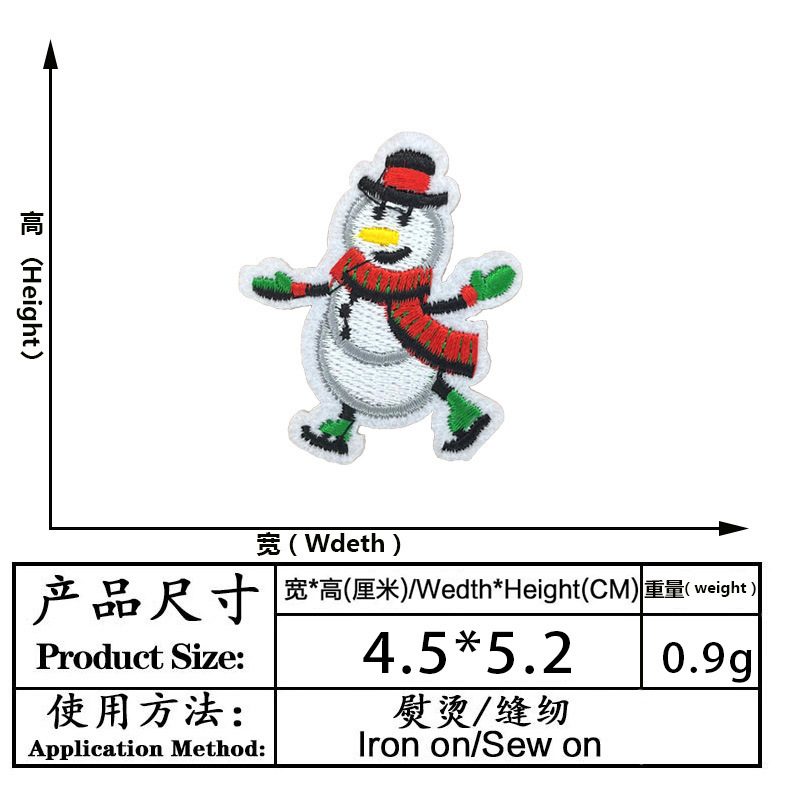 高（Height）
宽（Wdeth）
产品尺寸
Product Size:
宽*高(厘米)/Wedth*Height(CM)
重量(weight)
4.5*5.2
0.9g
使用方法：
Application Method:
熨烫/缝纫
Iron on/Sew on